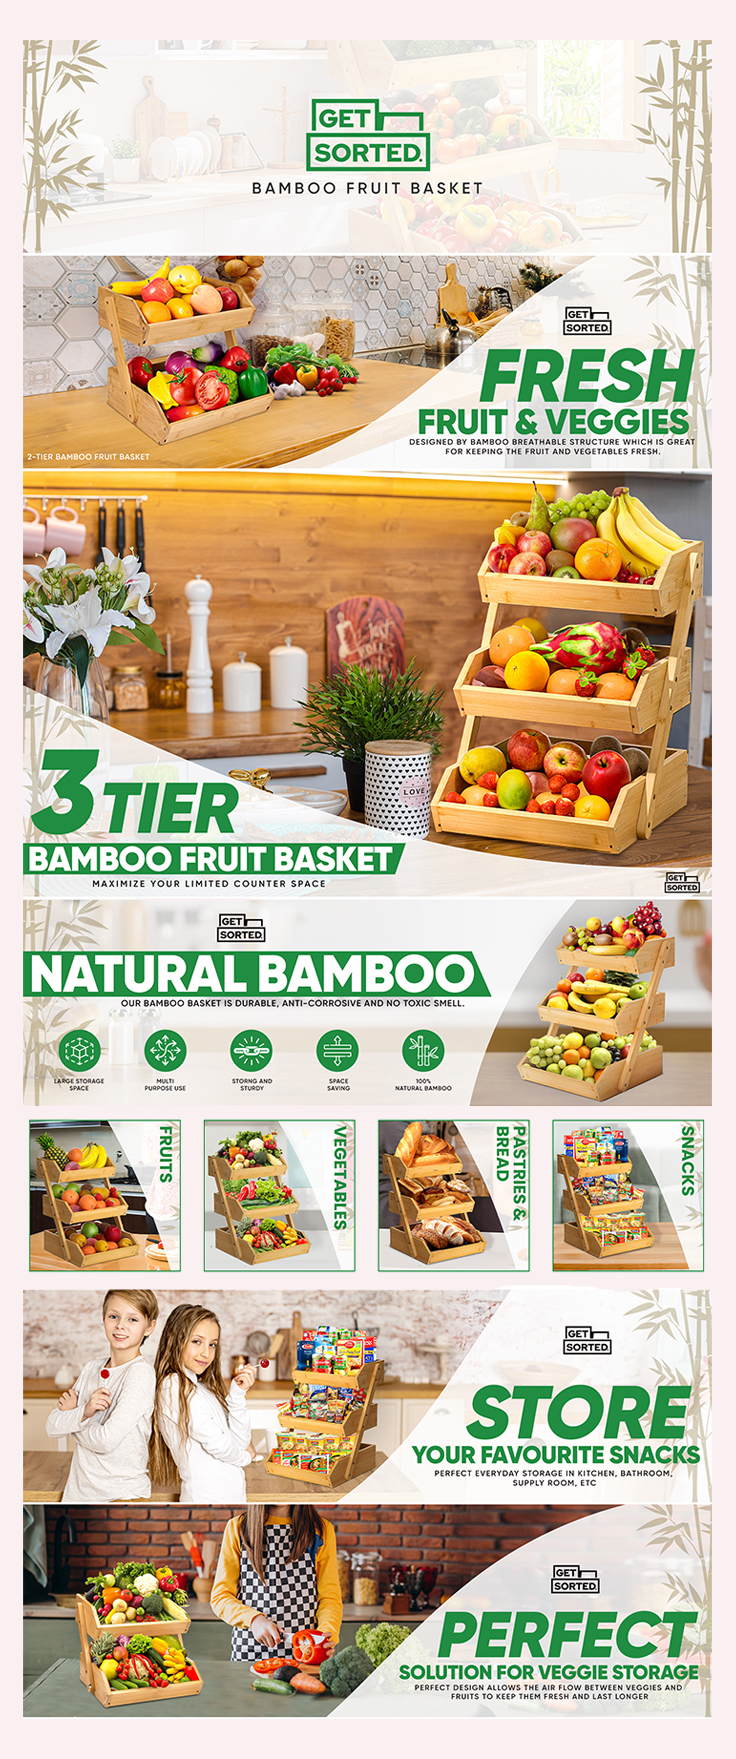 GET
SORTED.
BAMBOO FRUIT BASKET
GET
SORTED.
FRESH
FRUIT & VEGGIES
DESIGNED BY BAMBOO BREATHABLE STRUCTURE WHICH IS GREAT
FOR KEEPING THE FRUIT AND VEGETABLES FRESH.
2-TIER BAMBOO FRUIT BASKET
LOVE
3 TIER
BAMBOO FRUIT BASKET
MAXIMIZE YOUR LIMITED COUNTER SPACE
GET
SORTED.
GET
SORTED.
NATURAL BAMBOO
OUR BAMBOO BASKET IS DURABLE, ANTI-CORROSIVE AND NO TOXIC SMELL.
LARGE STORAGE
SPACE
MULTI
PURPOSE USE
STORNG AND
STURDY
SPACE
SAVING
100%
NATURAL BAMBOO
FRUITS
VEGETABLES
PASTRIES &
BREAD
SNACKS
GET
SORTED.
STORE
YOUR FAVOURITE SNACKS
PERFECT EVERYDAY STORAGE IN KITCHEN, BATHROOM,
SUPPLY ROOM, ETC
GET
SORTED.
PERFECT
SOLUTION FOR VEGGIE STORAGE
PERFECT DESIGN ALLOWS THE AIR FLOW BETWEEN VEGGIES AND
FRUITS TO KEEP THEM FRESH AND LAST LONGER